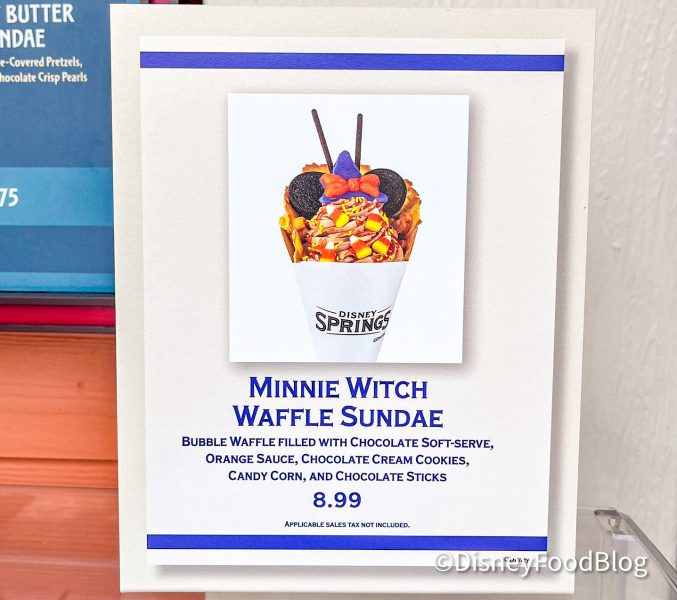 BUTTER
NDAE
e-Covered Pretzels,
hocolate Crisp Pearls
75
DISNEY
SPRINGS
MINNIE WITCH
WAFFLE SUNDAE
BUBBLE WAFFLE FILLED WITH CHOCOLATE SOFT-SERVE,
ORANGE SAUCE, CHOCOLATE CREAM COOKIES,
CANDY CORN, AND CHOCOLATE STICKS
8.99
APPLICABLE SALES TAX NOT INCLUDED.
©DisneyFoodBlog